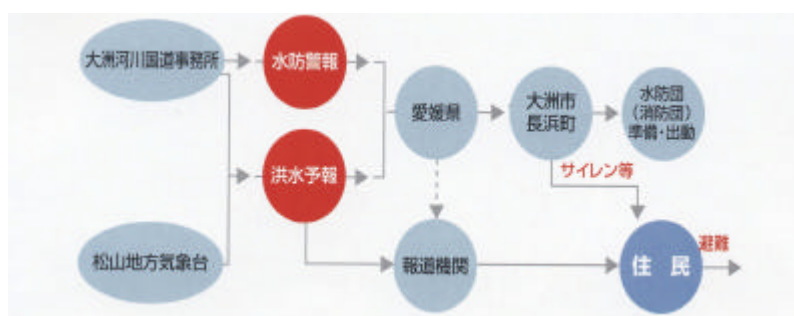 大洲河川国道事務所
水防警報
愛媛県
大洲市
長浜町
水防団
(消防団)
準備・出動
洪水予報
サイレン等
松山地方気象台
報道機関
住 民
避難